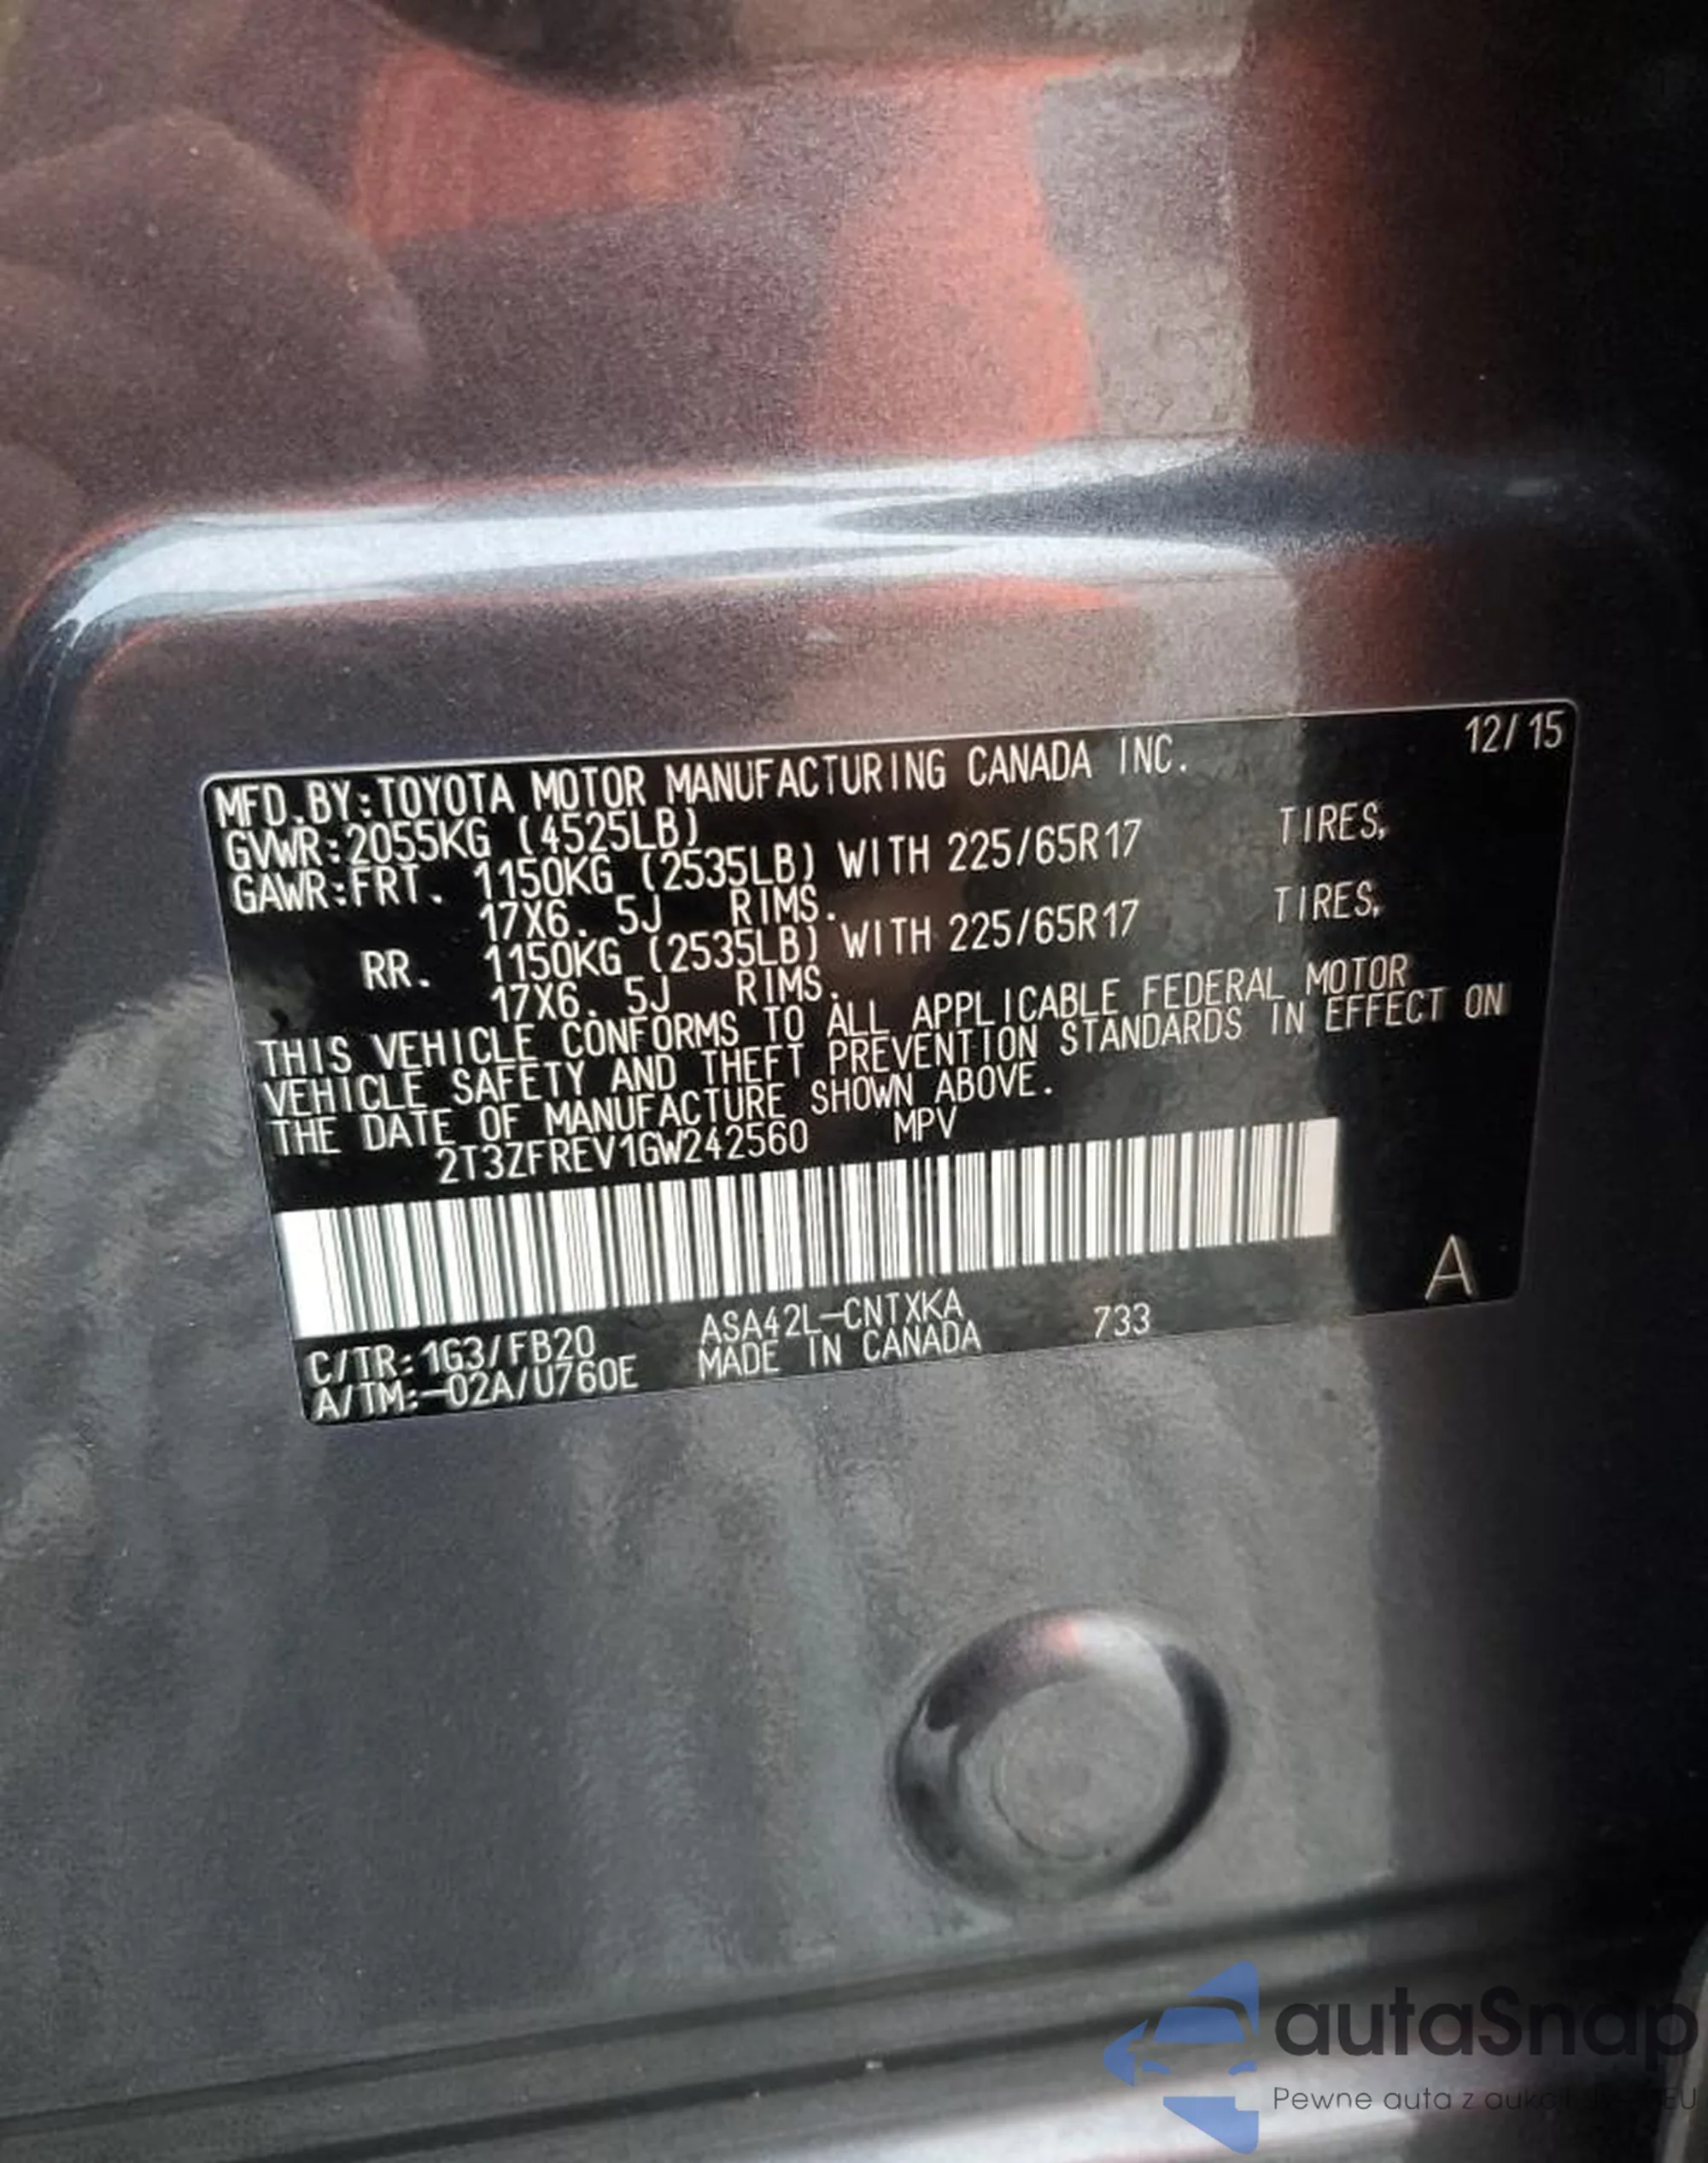 12/15
MFD.BY:TOYOTA MOTOR MANUFACTURING CANADA INC.
GVWR:2055KG (4525LB)
GAWR:FRT. 1150KG (2535LB) WITH 225/65R17 TIRES,
17X6. 5J RIMS.
RR. 1150KG (2535LB) WITH 225/65R17 TIRES,
17X6. 5J RIMS.
THIS VEHICLE CONFORMS TO ALL APPLICABLE FEDERAL MOTOR
VEHICLE SAFETY AND THEFT PREVENTION STANDARDS IN EFFECT ON
THE DATE OF MANUFACTURE SHOWN ABOVE.
2T3ZFREV1GW242560 MPV
A
C/TR:1G3/FB20 ASA42L-CNTXKA 733
A/TM:-02A/U760E MADE IN CANADA
autaSnap
Pewne auta z